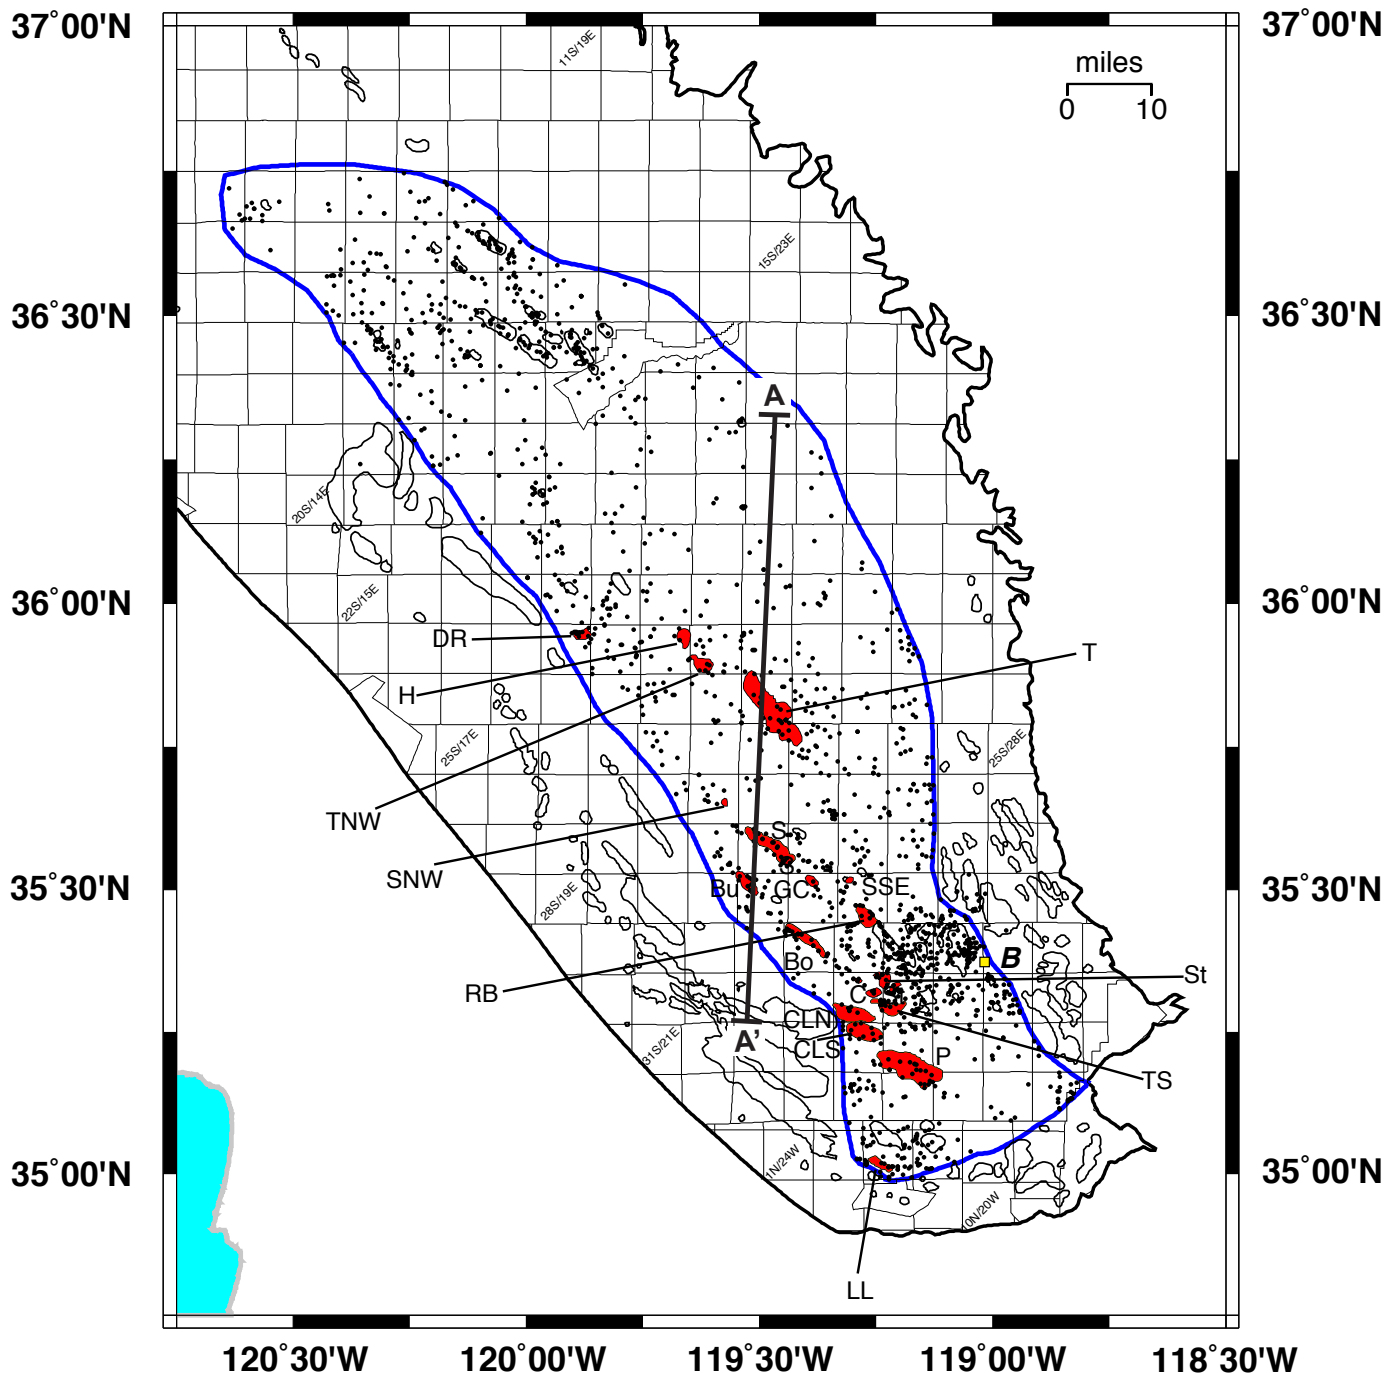 37˚00'N
37˚00'N
11S/19E
miles
0
10
15S/23E
36˚30'N
36˚30'N
A
20S/14E
22S/15E
36˚00'N
36˚00'N
DR
T
H
25S/17E
25S/28E
TNW
S
SNW
Bu
GC
SSE
35˚30'N
35˚30'N
28S/19E
B
Bo
St
RB
C
CLN
A'
CLS
31S/21E
P
TS
1N/24W
35˚00'N
35˚00'N
10N/20W
LL
120˚30'W
120˚00'W
119˚30'W
119˚00'W
118˚30'W